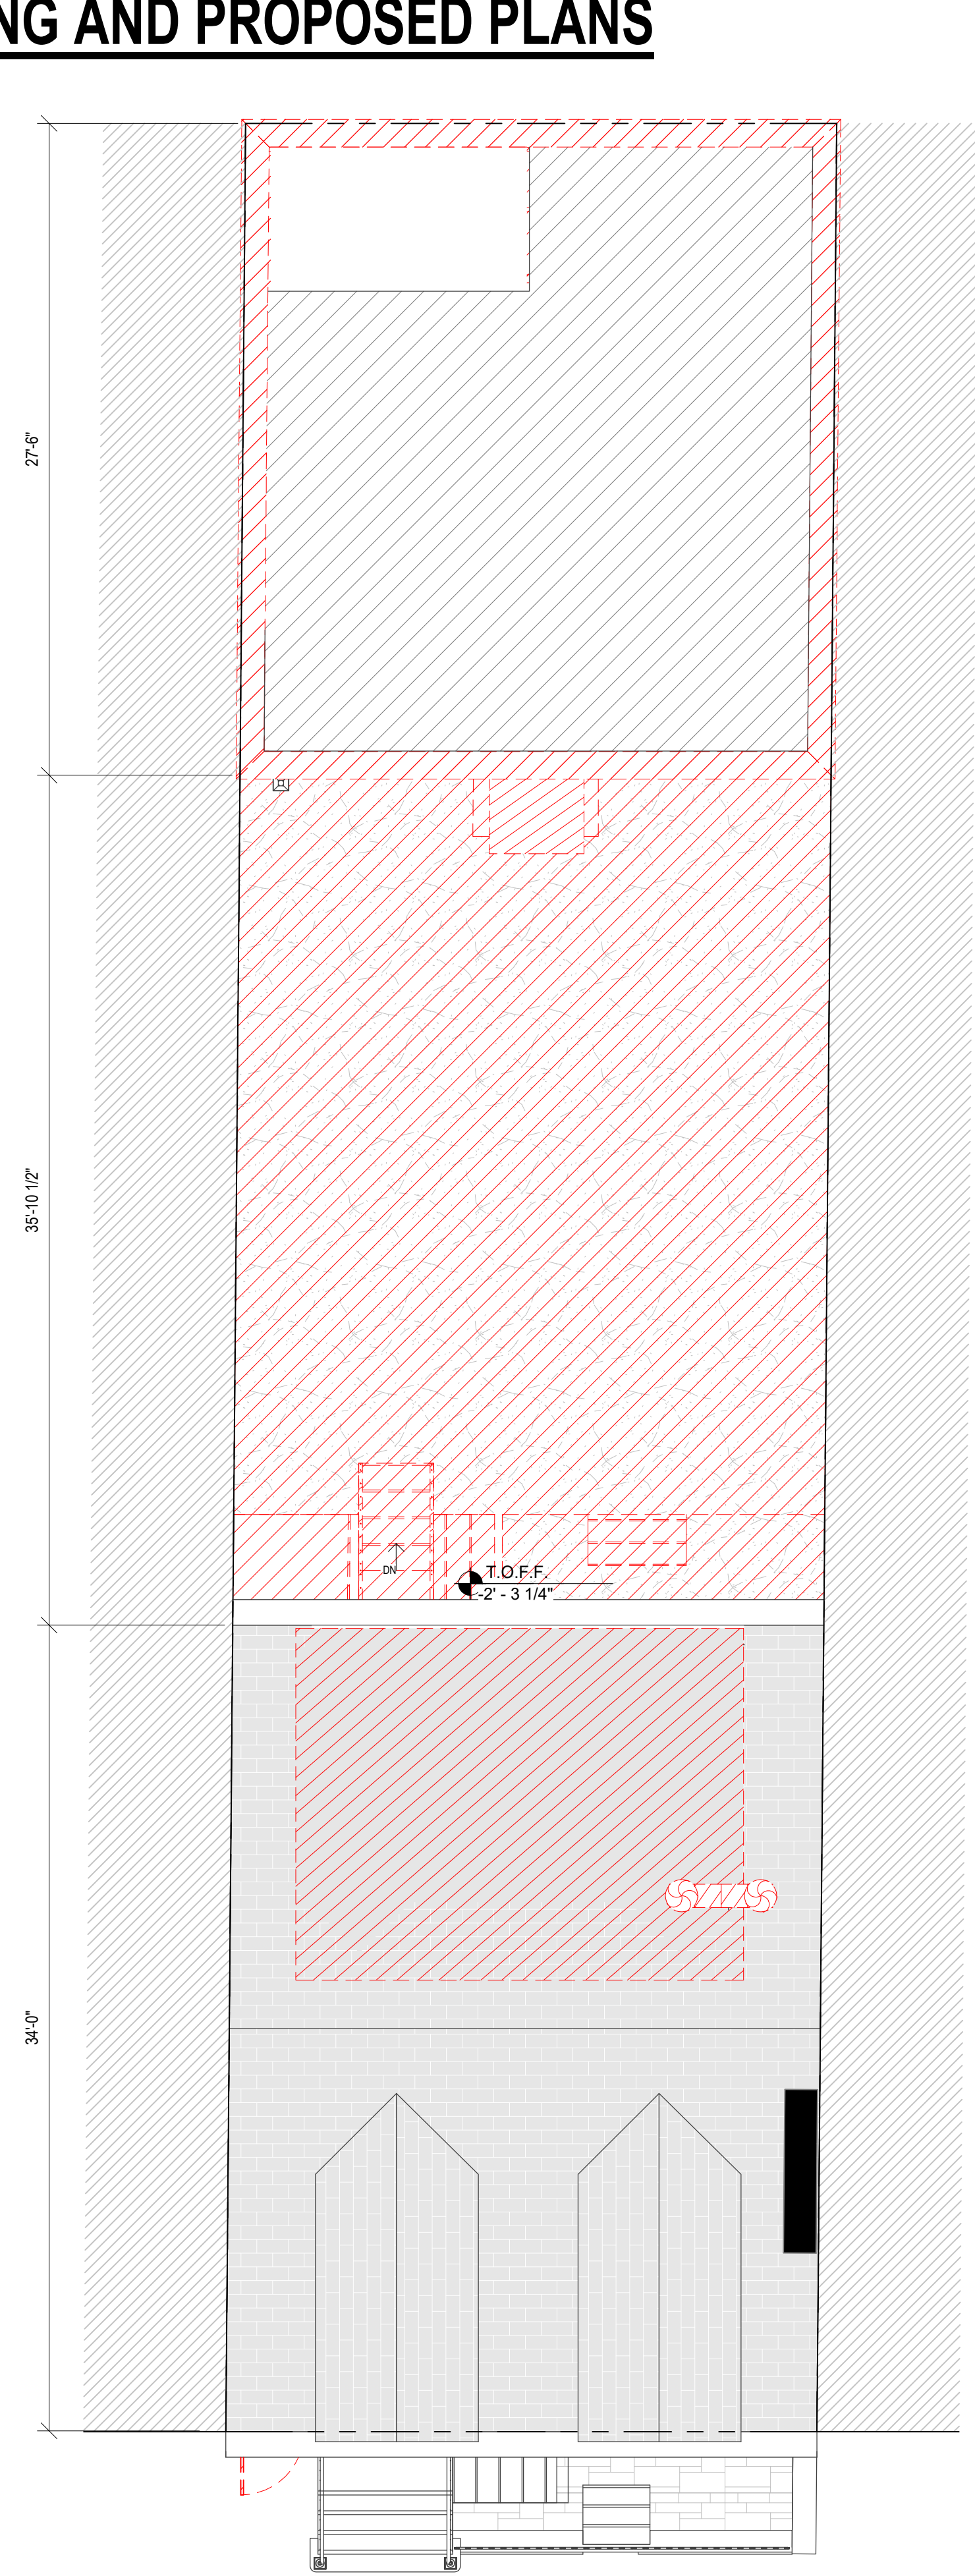 NG AND PROPOSED PLANS
27'-6"
35'-10 1/2"
DN
T.O.F.F.
-2' - 3 1/4"
34'-0"